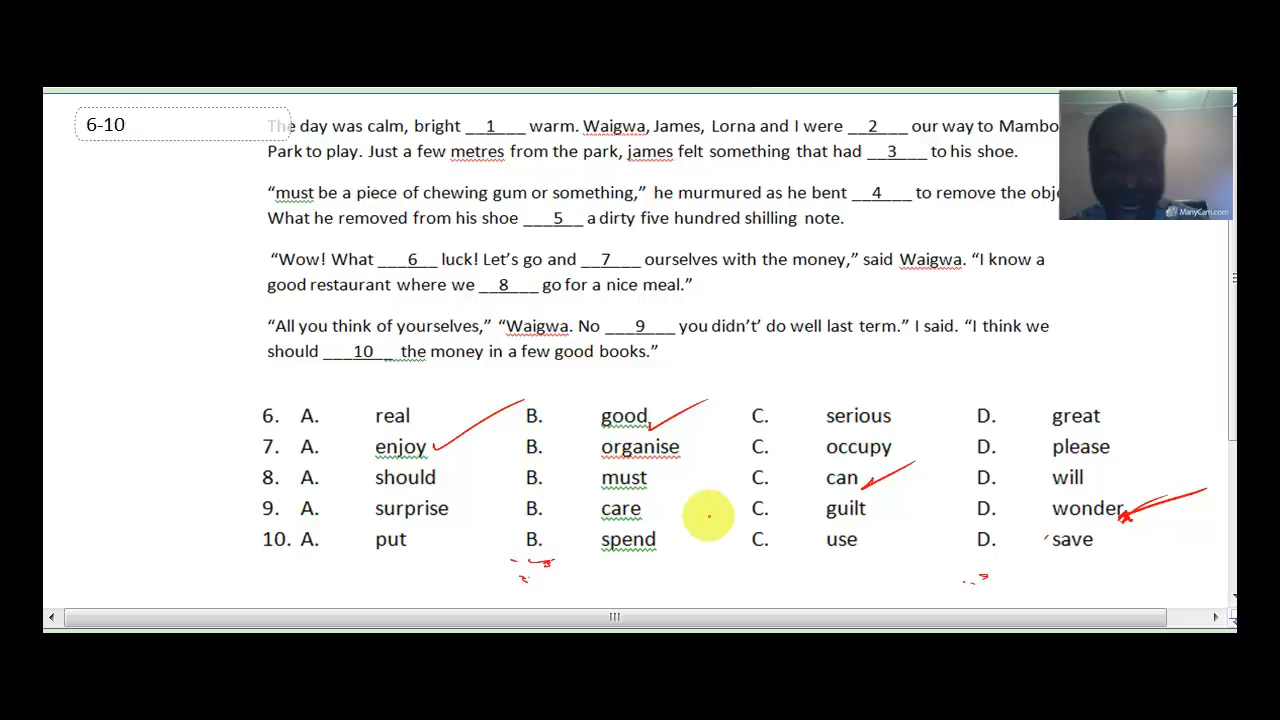 6-10
The day was calm, bright __1___ warm. Waigwa, James, Lorna and I were __2___ our way to Mambo
Park to play. Just a few metres from the park, james felt something that had __3___ to his shoe.
“must be a piece of chewing gum or something,” he murmured as he bent __4___ to remove the obje
What he removed from his shoe ___5__ a dirty five hundred shilling note.
“Wow! What ___6__ luck! Let’s go and __7___ ourselves with the money,” said Waigwa. “I know a
good restaurant where we __8___ go for a nice meal.”
“All you think of yourselves,” “Waigwa. No ___9___ you didn’t’ do well last term.” I said. “I think we
should ___10__ the money in a few good books.”
6. A. real B. good C. serious D. great
7. A. enjoy B. organise C. occupy D. please
8. A. should B. must C. can D. will
9. A. surprise B. care C. guilt D. wonder
10. A. put B. spend C. use D. save
ManyCam.com